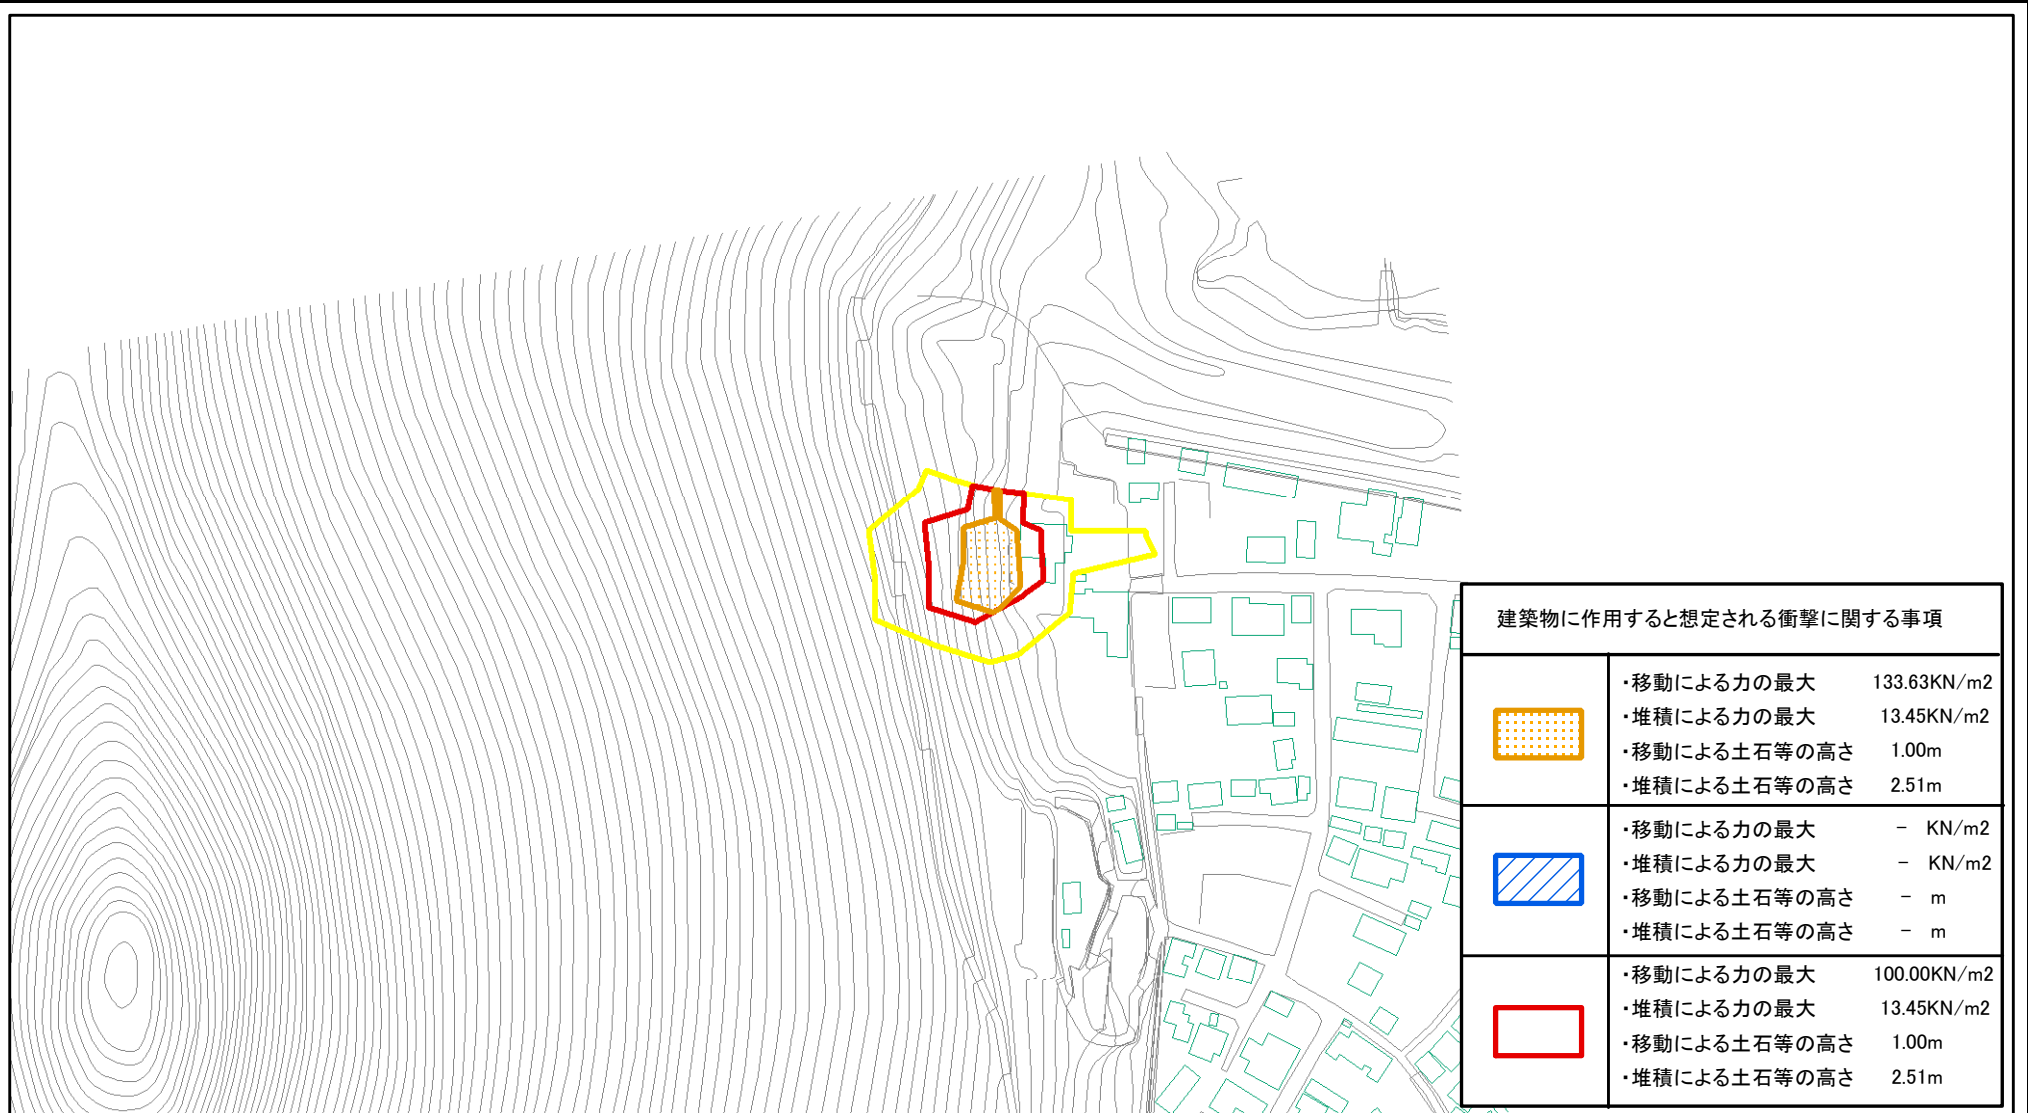 建築物に作用すると想定される衝撃に関する事項
・移動による力の最大 133.63KN/m2
・堆積による力の最大 13.45KN/m2
・移動による土石等の高さ 1.00m
・堆積による土石等の高さ 2.51m
・移動による力の最大 － KN/m2
・堆積による力の最大 － KN/m2
・移動による土石等の高さ － m
・堆積による土石等の高さ － m
・移動による力の最大 100.00KN/m2
・堆積による力の最大 13.45KN/m2
・移動による土石等の高さ 1.00m
・堆積による土石等の高さ 2.51m